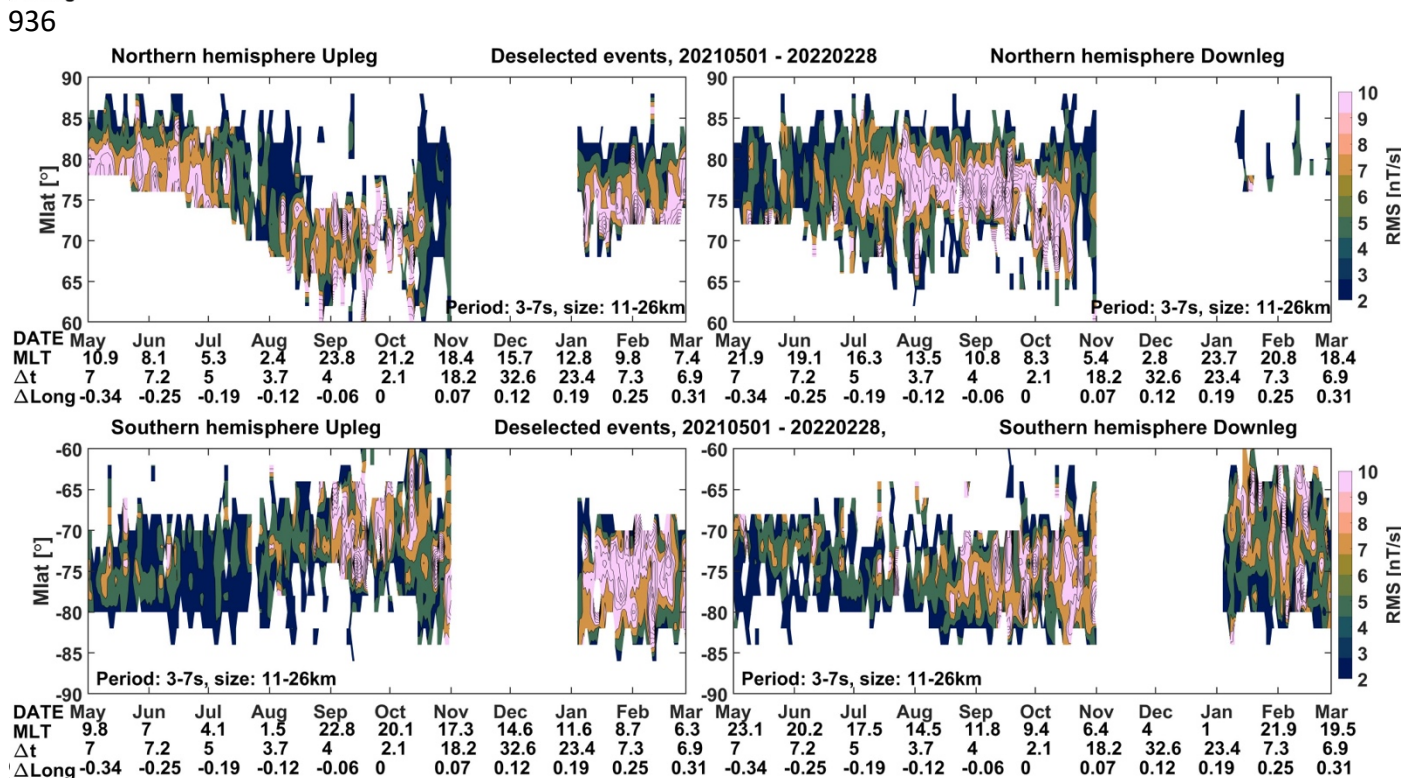 936
Northern hemisphere Upleg Deselected events, 20210501 - 20220228 Northern hemisphere Downleg
90 90 10
85 85 9
80 80 8
75 75 7
70 70 6
65 65 5
60 60 4
3
2
Mlat [°]
RMS [nT/s]
Period: 3-7s, size: 11-26km Period: 3-7s, size: 11-26km
DATE May Jun Jul Aug Sep Oct Nov Dec Jan Feb Mar May Jun Jul Aug Sep Oct Nov Dec Jan Feb Mar
MLT 10.9 8.1 5.3 2.4 23.8 21.2 18.4 15.7 12.8 9.8 7.4 21.9 19.1 16.3 13.5 10.8 8.3 5.4 2.8 23.7 20.8 18.4
Δt 7 7.2 5 3.7 4 2.1 18.2 32.6 23.4 7.3 6.9 7 7.2 5 3.7 4 2.1 18.2 32.6 23.4 7.3 6.9
ΔLong -0.34 -0.25 -0.19 -0.12 -0.06 0 0.07 0.12 0.19 0.25 0.31 -0.34 -0.25 -0.19 -0.12 -0.06 0 0.07 0.12 0.19 0.25 0.31
Southern hemisphere Upleg Deselected events, 20210501 - 20220228, Southern hemisphere Downleg
-60 -60 10
-65 -65 9
-70 -70 8
-75 -75 7
-80 -80 6
-85 -85 5
-90 -90 4
3
2
Mlat [°]
RMS [nT/s]
Period: 3-7s, size: 11-26km Period: 3-7s, size: 11-26km
DATE May Jun Jul Aug Sep Oct Nov Dec Jan Feb Mar May Jun Jul Aug Sep Oct Nov Dec Jan Feb Mar
MLT 9.8 7 4.1 1.5 22.8 20.1 17.3 14.6 11.6 8.7 6.3 23.1 20.2 17.5 14.5 11.8 9.4 6.4 4 1 21.9 19.5
Δt 7 7.2 5 3.7 4 2.1 18.2 32.6 23.4 7.3 6.9 7 7.2 5 3.7 4 2.1 18.2 32.6 23.4 7.3 6.9
ΔLong -0.34 -0.25 -0.19 -0.12 -0.06 0 0.07 0.12 0.19 0.25 0.31 -0.34 -0.25 -0.19 -0.12 -0.06 0 0.07 0.12 0.19 0.25 0.31